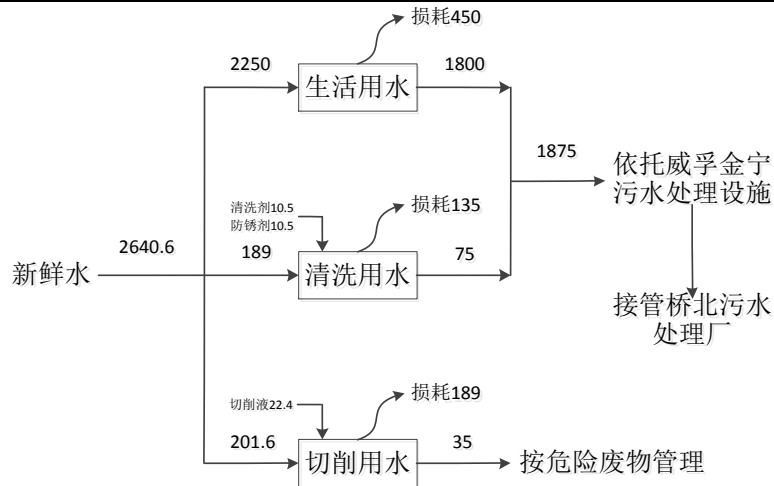 损耗450
2250
生活用水
1800
1875
依托威孚金宁
污水处理设施
清洗剂10.5
防锈剂10.5
损耗135
2640.6
新鲜水
189
清洗用水
75
接管桥北污水
处理厂
切削液22.4
损耗189
201.6
切削用水
35
按危险废物管理